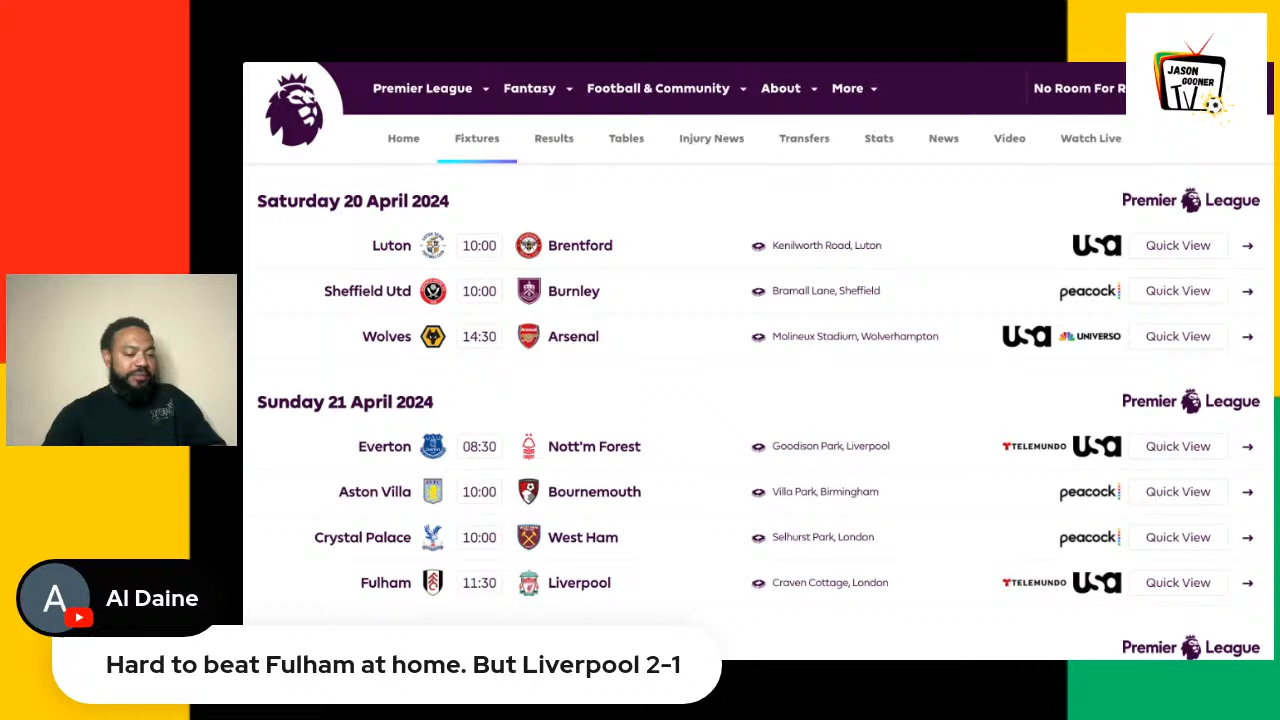 JASON
GOONER
TV
Premier League Fantasy Football & Community About More No Room For R
Home Fixtures Results Tables Injury News Transfers Stats News Video Watch Live
Saturday 20 April 2024 Premier League
Luton 10:00 Brentford Kenilworth Road, Luton usa Quick View →
Sheffield Utd 10:00 Burnley Bramall Lane, Sheffield peacock Quick View →
Wolves 14:30 Arsenal Molineux Stadium, Wolverhampton usa UNIVERSO Quick View →
Sunday 21 April 2024 Premier League
Everton 08:30 Nott'm Forest Goodison Park, Liverpool TELEMUNDO usa Quick View →
Aston Villa 10:00 Bournemouth Villa Park, Birmingham peacock Quick View →
Crystal Palace 10:00 West Ham Selhurst Park, London peacock Quick View →
Fulham 11:30 Liverpool Craven Cottage, London TELEMUNDO usa Quick View →
Premier League
A Al Daine
Hard to beat Fulham at home. But Liverpool 2-1